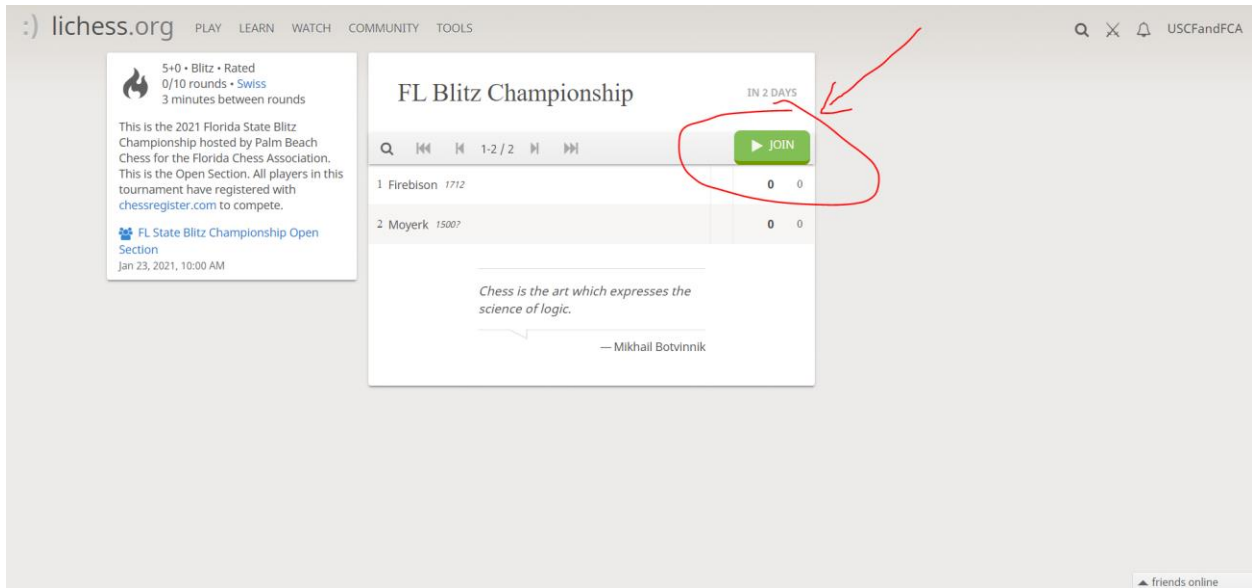 :) lichess.org PLAY LEARN WATCH COMMUNITY TOOLS USCFandFCA
5+0 • Blitz • Rated
0/10 rounds • Swiss
3 minutes between rounds
This is the 2021 Florida State Blitz
Championship hosted by Palm Beach
Chess for the Florida Chess Association.
This is the Open Section. All players in this
tournament have registered with
chessregister.com to compete.
FL State Blitz Championship Open
Section
Jan 23, 2021, 10:00 AM
FL Blitz Championship IN 2 DAYS
1-2 / 2 JOIN
1 Firebison 1712 0 0
2 Moyerk 1500? 0 0
Chess is the art which expresses the
science of logic.
— Mikhail Botvinnik
friends online